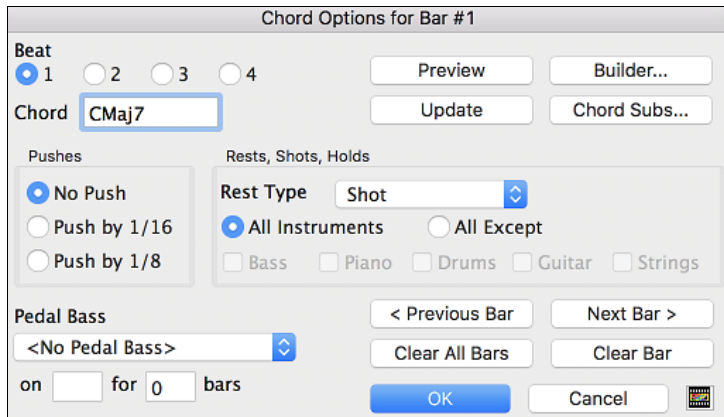 Chord Options for Bar #1
Beat
1 2 3 4
Preview Builder...
Chord CMaj7
Update Chord Subs...
Pushes Rests, Shots, Holds
No Push Rest Type Shot
Push by 1/16 All Instruments All Except
Push by 1/8 Bass Piano Drums Guitar Strings
Pedal Bass < Previous Bar Next Bar >
<No Pedal Bass> Clear All Bars Clear Bar
on for 0 bars OK Cancel